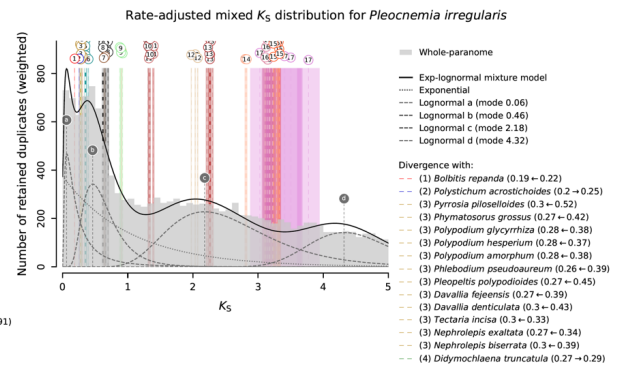 Rate-adjusted mixed KS distribution for Pleocnemia irregularis
Number of retained duplicates (weighted)
800
600
400
200
0
0
1
2
3
4
5
KS
a
b
c
d
9
14
17
Whole-paranome
Exp-lognormal mixture model
Exponential
Lognormal a (mode 0.06)
Lognormal b (mode 0.46)
Lognormal c (mode 2.18)
Lognormal d (mode 4.32)
Divergence with:
(1) Bolbitis repanda (0.19←0.22)
(2) Polystichum acrostichoides (0.2→0.25)
(3) Pyrrosia piloselloides (0.3←0.52)
(3) Phymatosorus grossus (0.27←0.42)
(3) Polypodium glycyrrhiza (0.28←0.38)
(3) Polypodium hesperium (0.28←0.37)
(3) Polypodium amorphum (0.28←0.38)
(3) Phlebodium pseudoaureum (0.26←0.39)
(3) Pleopeltis polypodioides (0.27←0.45)
(3) Davallia fejeensis (0.27←0.39)
(3) Davallia denticulata (0.3←0.43)
(3) Tectaria incisa (0.3←0.33)
(3) Nephrolepis exaltata (0.27←0.34)
(3) Nephrolepis biserrata (0.3←0.39)
(4) Didymochlaena truncatula (0.27→0.29)
91)